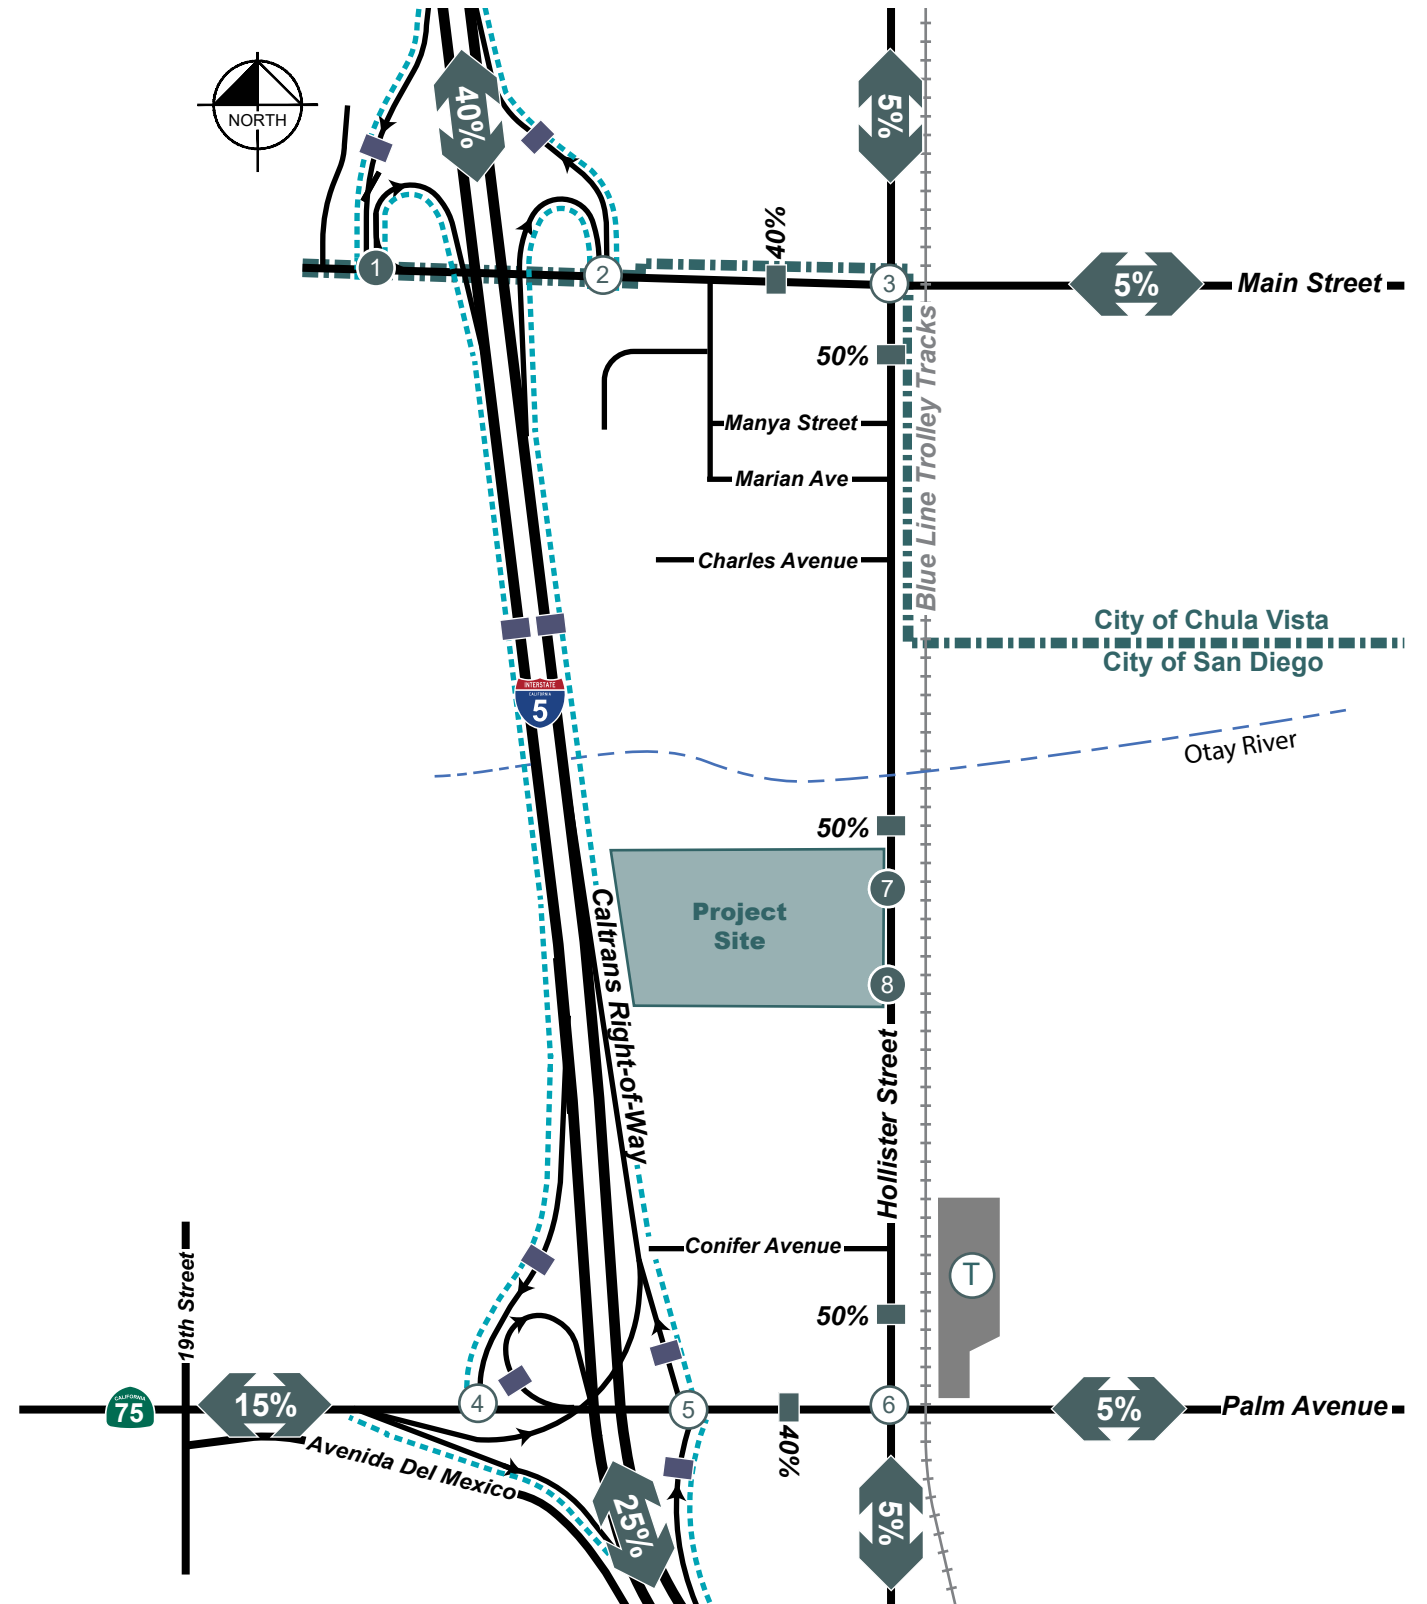 40%
5%
NORTH
40%
1
2
3
5%
Main Street
50%
Blue Line Trolley Tracks
Manya Street
Marian Ave
Charles Avenue
City of Chula Vista
City of San Diego
INTERSTATE
CALIFORNIA
5
Otay River
50%
Project
Site
7
8
Caltrans Right-of-Way
Hollister Street
Conifer Avenue
T
19th Street
50%
CALIFORNIA
75
15%
4
5
6
40%
5%
Palm Avenue
Avenida Del Mexico
25%
5%